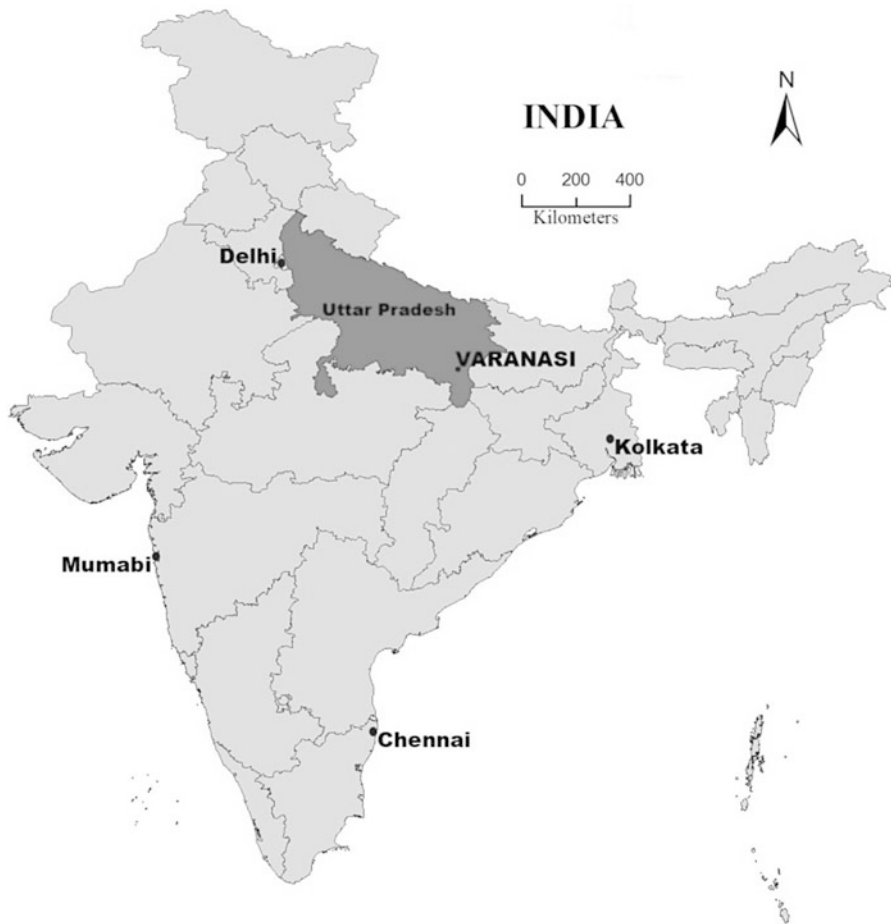 N
INDIA
0 200 400
Kilometers
Delhi
Uttar Pradesh
VARANASI
Kolkata
Mumabi
Chennai